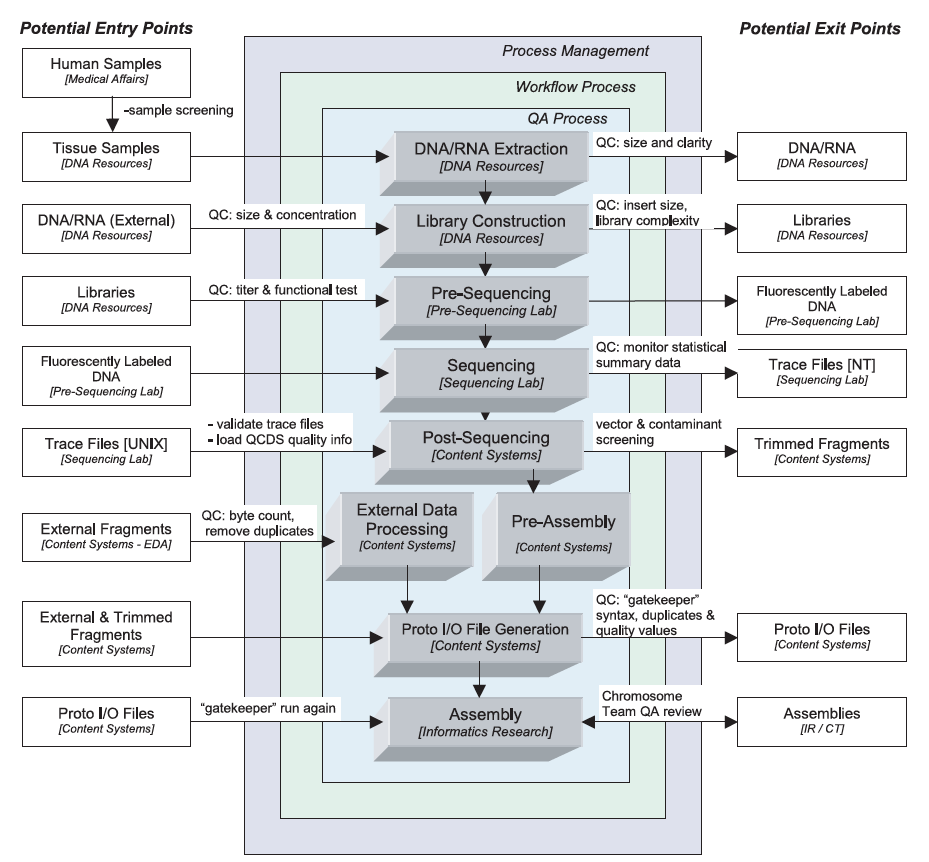 Potential Entry Points
Potential Exit Points
Process Management
Workflow Process
QA Process
Human Samples
[Medical Affairs]
-sample screening
Tissue Samples
[DNA Resources]
DNA/RNA Extraction
[DNA Resources]
QC: size and clarity
DNA/RNA
[DNA Resources]
DNA/RNA (External)
[DNA Resources]
QC: size & concentration
Library Construction
[DNA Resources]
QC: insert size,
library complexity
Libraries
[DNA Resources]
Libraries
[DNA Resources]
QC: titer & functional test
Pre-Sequencing
[Pre-Sequencing Lab]
Fluorescently Labeled
DNA
[Pre-Sequencing Lab]
Fluorescently Labeled
DNA
[Pre-Sequencing Lab]
Sequencing
[Sequencing Lab]
QC: monitor statistical
summary data
Trace Files [NT]
[Sequencing Lab]
Trace Files [UNIX]
[Sequencing Lab]
- validate trace files
- load QCDS quality info
Post-Sequencing
[Content Systems]
vector & contaminant
screening
Trimmed Fragments
[Content Systems]
External Fragments
[Content Systems - EDA]
QC: byte count,
remove duplicates
External Data
Processing
[Content Systems]
Pre-Assembly
[Content Systems]
External & Trimmed
Fragments
[Content Systems]
Proto I/O File Generation
[Content Systems]
QC: “gatekeeper”
syntax, duplicates &
quality values
Proto I/O Files
[Content Systems]
Proto I/O Files
[Content Systems]
“gatekeeper” run again
Assembly
[Informatics Research]
Chromosome
Team QA review
Assemblies
[IR / CT]